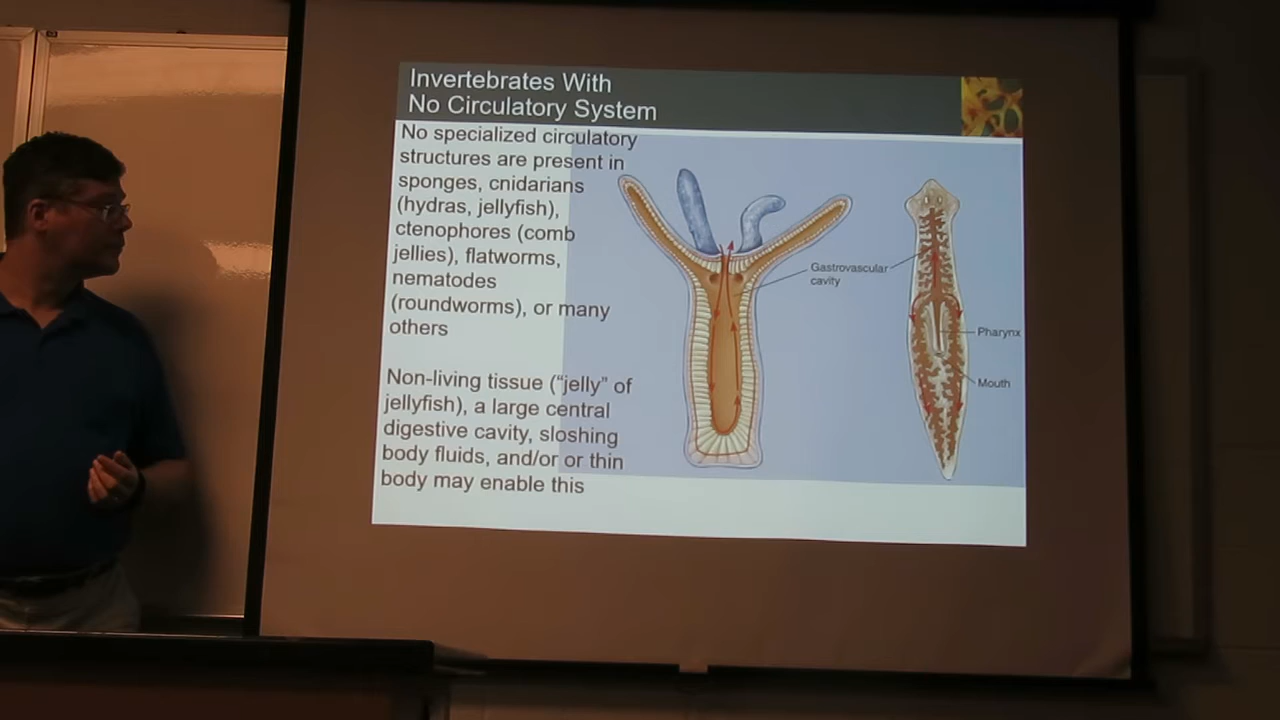 Invertebrates With
No Circulatory System
No specialized circulatory
structures are present in
sponges, cnidarians
(hydras, jellyfish),
ctenophores (comb
jellies), flatworms,
nematodes
(roundworms), or many
others
Non-living tissue (“jelly” of
jellyfish), a large central
digestive cavity, sloshing
body fluids, and/or or thin
body may enable this
Gastrovascular
cavity
Pharynx
Mouth